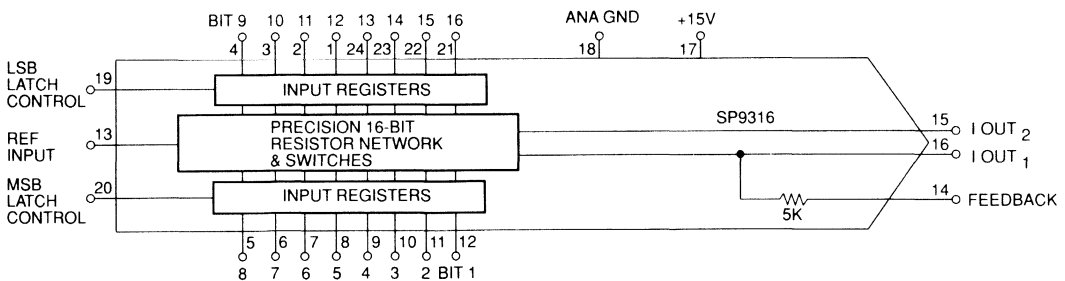 BIT 9 10 11 12 13 14 15 16
4 3 2 1 24 23 22 21
ANA GND
18
+15V
17
LSB
LATCH
CONTROL
19
INPUT REGISTERS
REF
INPUT
13
PRECISION 16-BIT
RESISTOR NETWORK
& SWITCHES
SP9316
15
I OUT 2
16
I OUT 1
MSB
LATCH
CONTROL
20
INPUT REGISTERS
5K
14
FEEDBACK
5 6 7 8 9 10 11 12
8 7 6 5 4 3 2 BIT 1